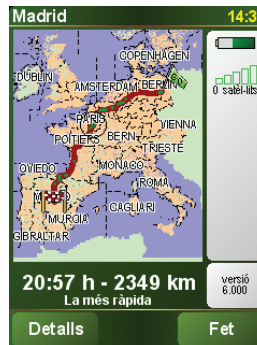 Madrid 14:3
COPENHAGEN
DUBLIN
AMSTERDAM BERLIN
PARIS
VIENNA
POITIERS BERN
TRIESTE
OVIEDO MONACO
ROMA
CAGLIARI
MURCIA
GIBRALTAR
0 satèl·lits
20:57 h - 2349 km
La més ràpida
versió
6.000
Detalls Fet